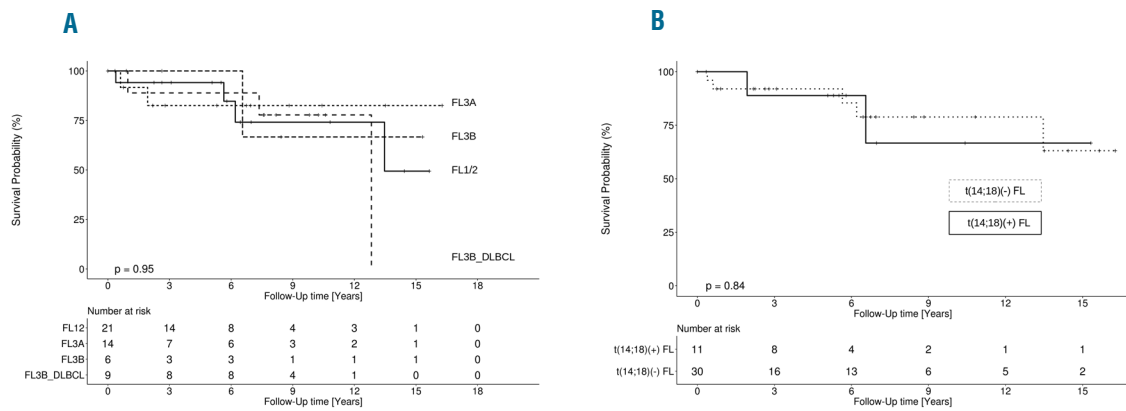 A
Survival Probability (%)
100
75
50
25
0
FL3A
FL3B
FL1/2
FL3B_DLBCL
p = 0.95
0 3 6 9 12 15 18
Follow-Up time [Years]
Number at risk
FL12 21 14 8 4 3 1 0
FL3A 14 7 6 3 2 1 0
FL3B 6 3 3 1 1 1 0
FL3B_DLBCL 9 8 8 4 1 0 0
0 3 6 9 12 15 18
Follow-Up time [Years]
B
Survival Probability (%)
100
75
50
25
0
t(14;18)(-) FL
t(14;18)(+) FL
p = 0.84
0 3 6 9 12 15
Follow-Up time [Years]
Number at risk
t(14;18)(+) FL 11 8 4 2 1 1
t(14;18)(-) FL 30 16 13 6 5 2
0 3 6 9 12 15
Follow-Up time [Years]